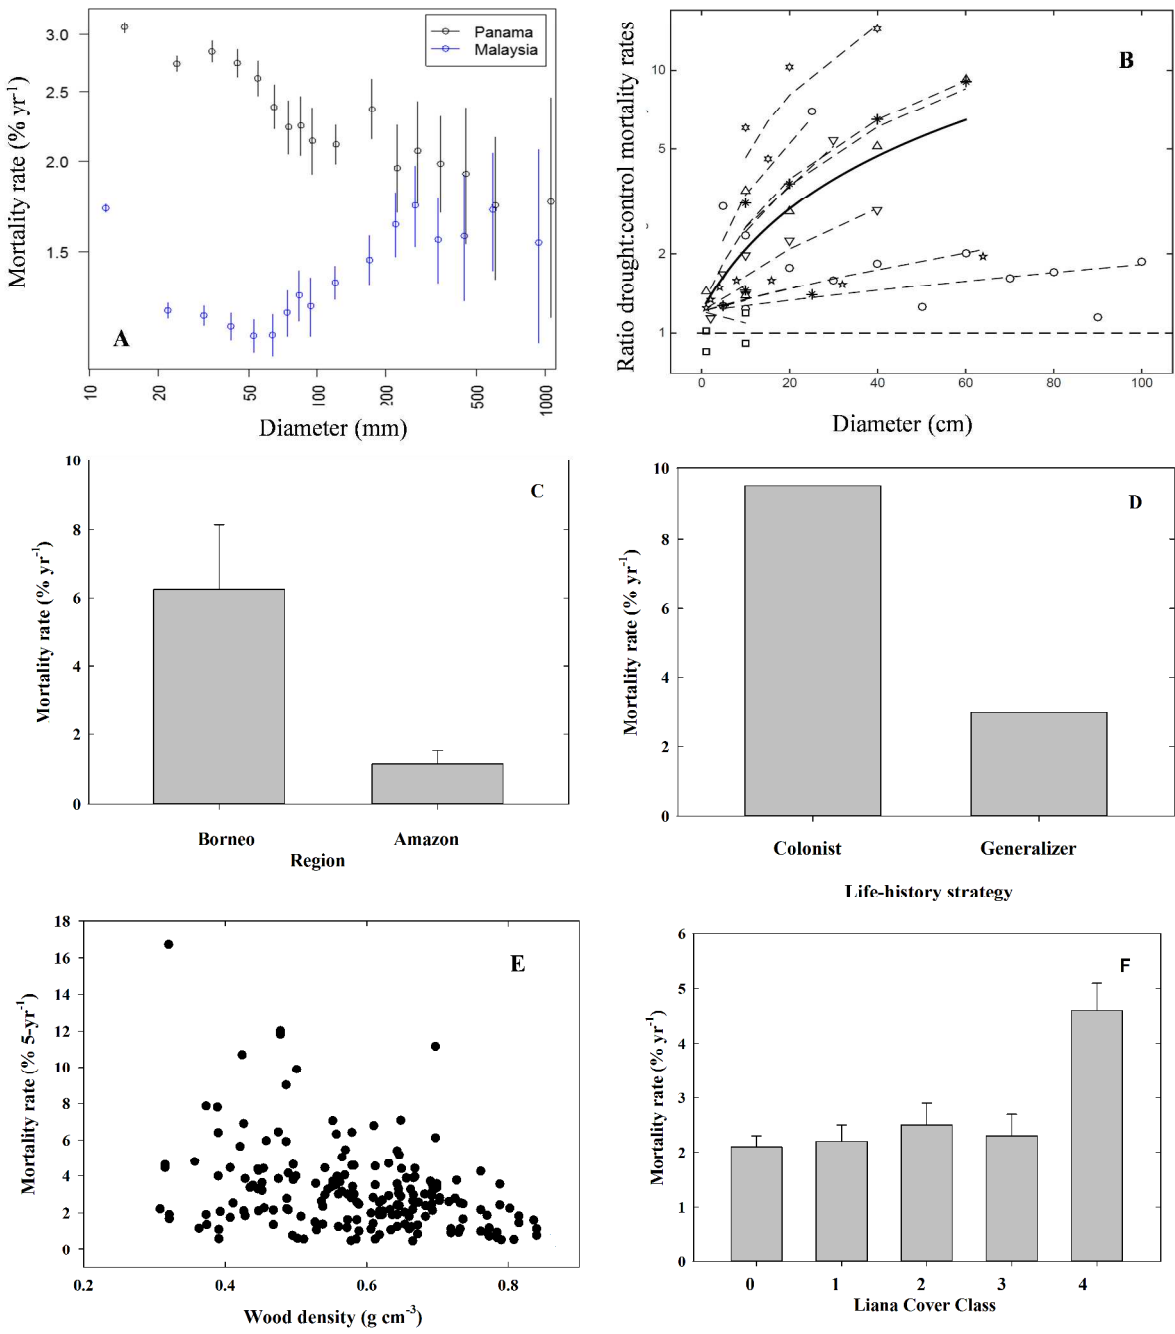 3.0
2.5
2.0
1.5
Mortality rate (% yr⁻¹)
Panama
Malaysia
A
10
20
50
100
200
500
1000
Diameter (mm)
10
5
2
1
Ratio drought:control mortality rates
B
0
20
40
60
80
100
Diameter (cm)
10
8
6
4
2
0
Mortality rate (% yr⁻¹)
C
Borneo
Amazon
Region
10
8
6
4
2
0
Mortality rate (% yr⁻¹)
D
Colonist
Generalizer
Life-history strategy
18
16
14
12
10
8
6
4
2
0
Mortality rate (% 5-yr⁻¹)
E
0.2
0.4
0.6
0.8
Wood density (g cm⁻³)
6
5
4
3
2
1
0
Mortality rate (% yr⁻¹)
F
0
1
2
3
4
Liana Cover Class